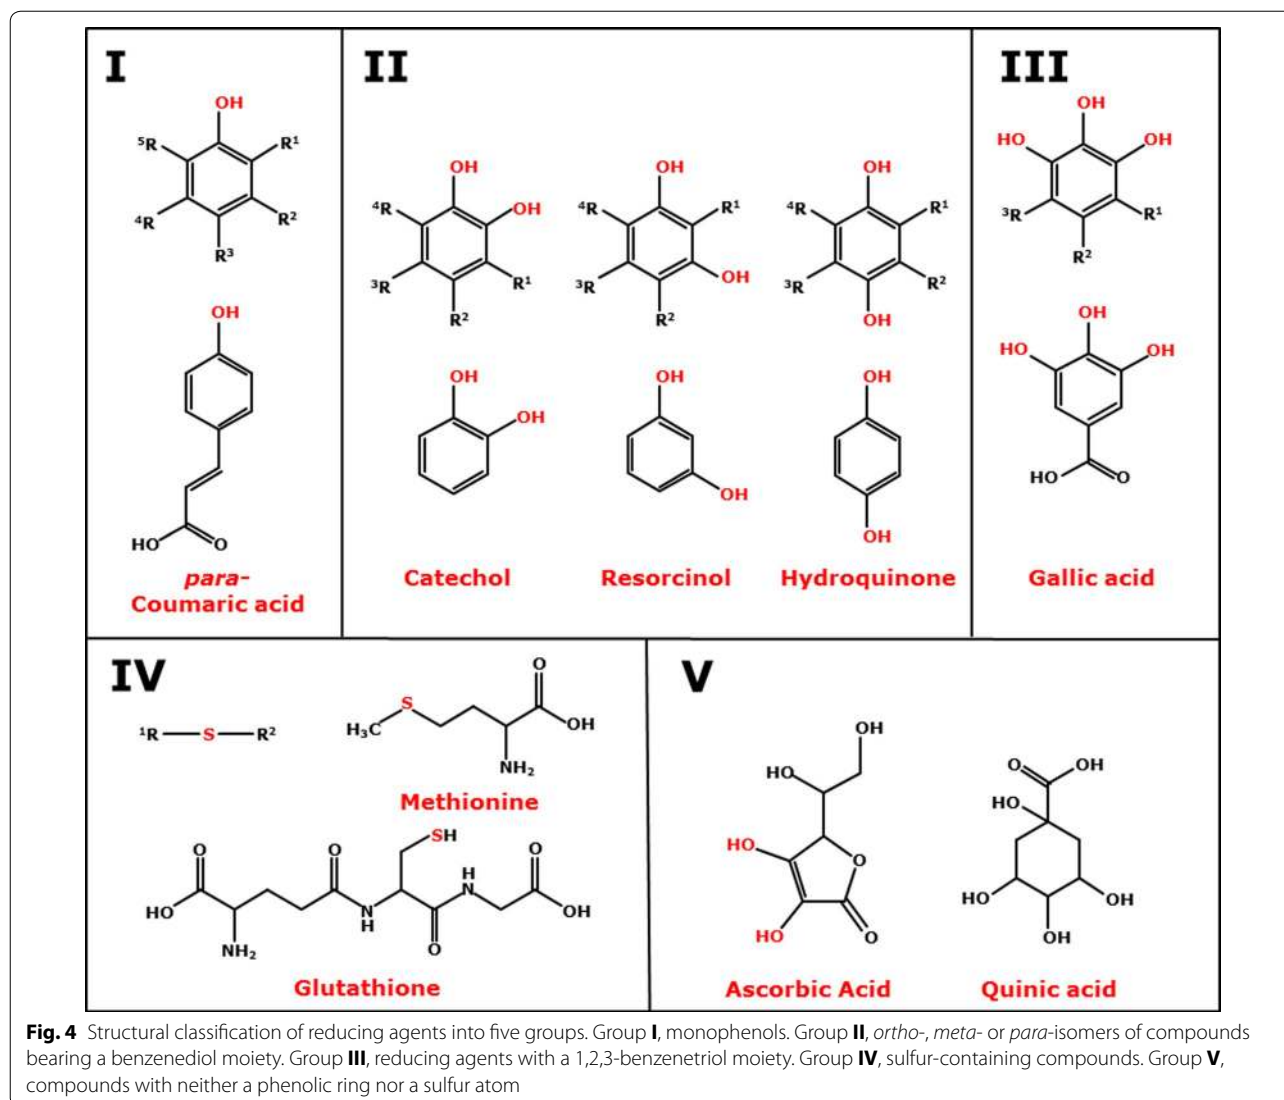 I
II
III
OH
⁵R
R¹
⁴R
R²
R³
OH
HO
O
para-
Coumaric acid
OH
⁴R
OH
³R
R¹
R²
OH
OH
Catechol
OH
⁴R
R¹
³R
OH
R²
OH
OH
Resorcinol
OH
⁴R
R¹
³R
R²
OH
OH
OH
Hydroquinone
OH
HO
OH
³R
R¹
R²
OH
HO
OH
HO
O
Gallic acid
IV
¹R
S
R²
O
S
H₃C
OH
NH₂
Methionine
SH
O
O
O
H
N
HO
N
H
OH
NH₂
O
Glutathione
V
OH
HO
HO
O
HO
O
Ascorbic Acid
O
OH
HO
HO
OH
OH
Quinic acid
Fig. 4 Structural classification of reducing agents into five groups. Group I, monophenols. Group II, ortho-, meta- or para-isomers of compounds
bearing a benzenediol moiety. Group III, reducing agents with a 1,2,3-benzenetriol moiety. Group IV, sulfur-containing compounds. Group V,
compounds with neither a phenolic ring nor a sulfur atom